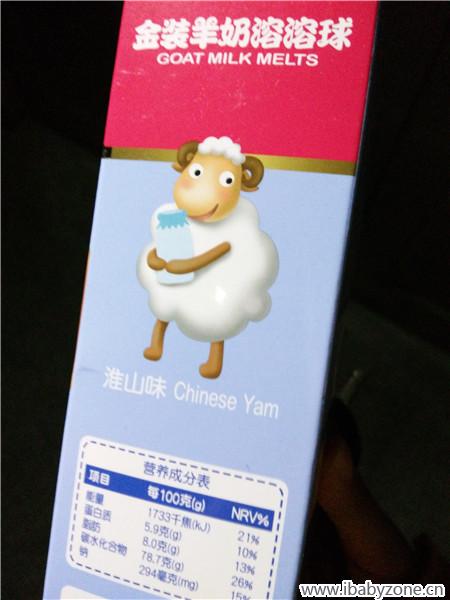 金装羊奶溶溶球
GOAT MILK MELTS
淮山味 Chinese Yam
营养成分表
项目 每100克(g) NRV%
能量 1733千焦(kJ) 21%
蛋白质 5.9克(g) 10%
脂肪 8.0克(g) 13%
碳水化合物 78.7克(g) 26%
钠 294毫克(mg) 15%
www.ibabyzone.cn